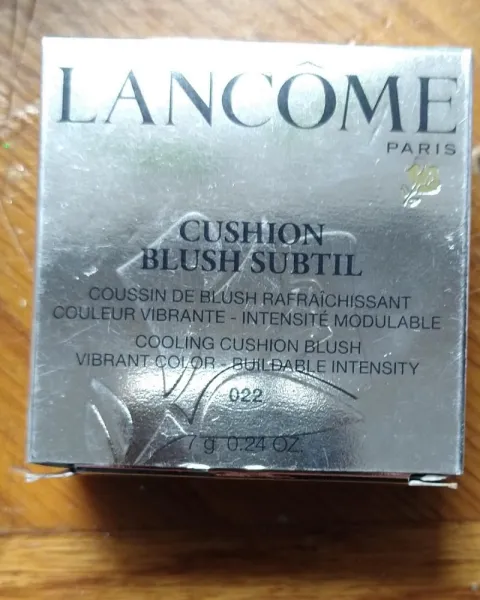 LANCÔME
PARIS
CUSHION
BLUSH SUBTIL
COUSSIN DE BLUSH RAFRAÎCHISSANT
COULEUR VIBRANTE - INTENSITÉ MODULABLE
COOLING CUSHION BLUSH
VIBRANT COLOR - BUILDABLE INTENSITY
022
7 g 0.24 OZ.